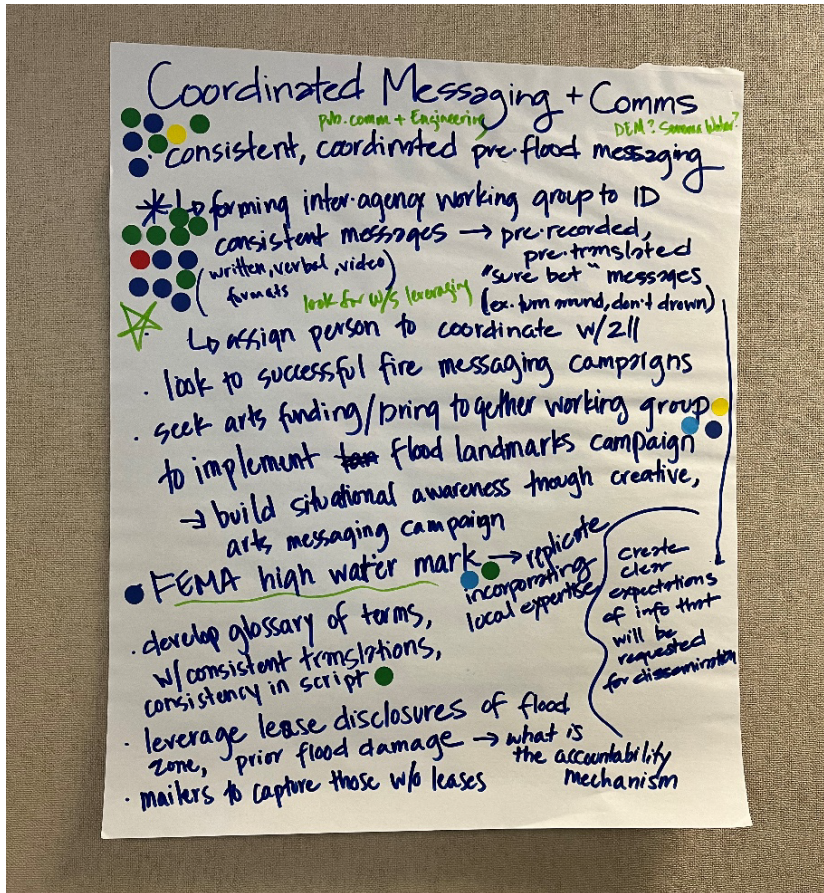 Coordinated Messaging + Comms
pub. comm + Engineering
DEM? Sonoma Water?
· consistent, coordinated pre-flood messaging
* ↳ forming inter-agency working group to ID
consistent messages → pre-recorded,
pre-translated
(written, verbal, video)
formats
"sure bet" messages
look for w/s leveraging
(ex. turn around, don't drown)
↳ assign person to coordinate w/211
· look to successful fire messaging campaigns
· seek arts funding/bring together working group
to implement flood landmarks campaign
→ build situational awareness through creative,
arts messaging campaign
FEMA high water mark → replicate
incorporating
local expertise
create
clear
expectations
of info that
will be
requested
for dissemination
· develop glossary of terms,
w/consistent translations,
consistency in script
· leverage lease disclosures of flood
zone, prior flood damage → what is
the accountability
mechanism
· mailers to capture those w/o leases